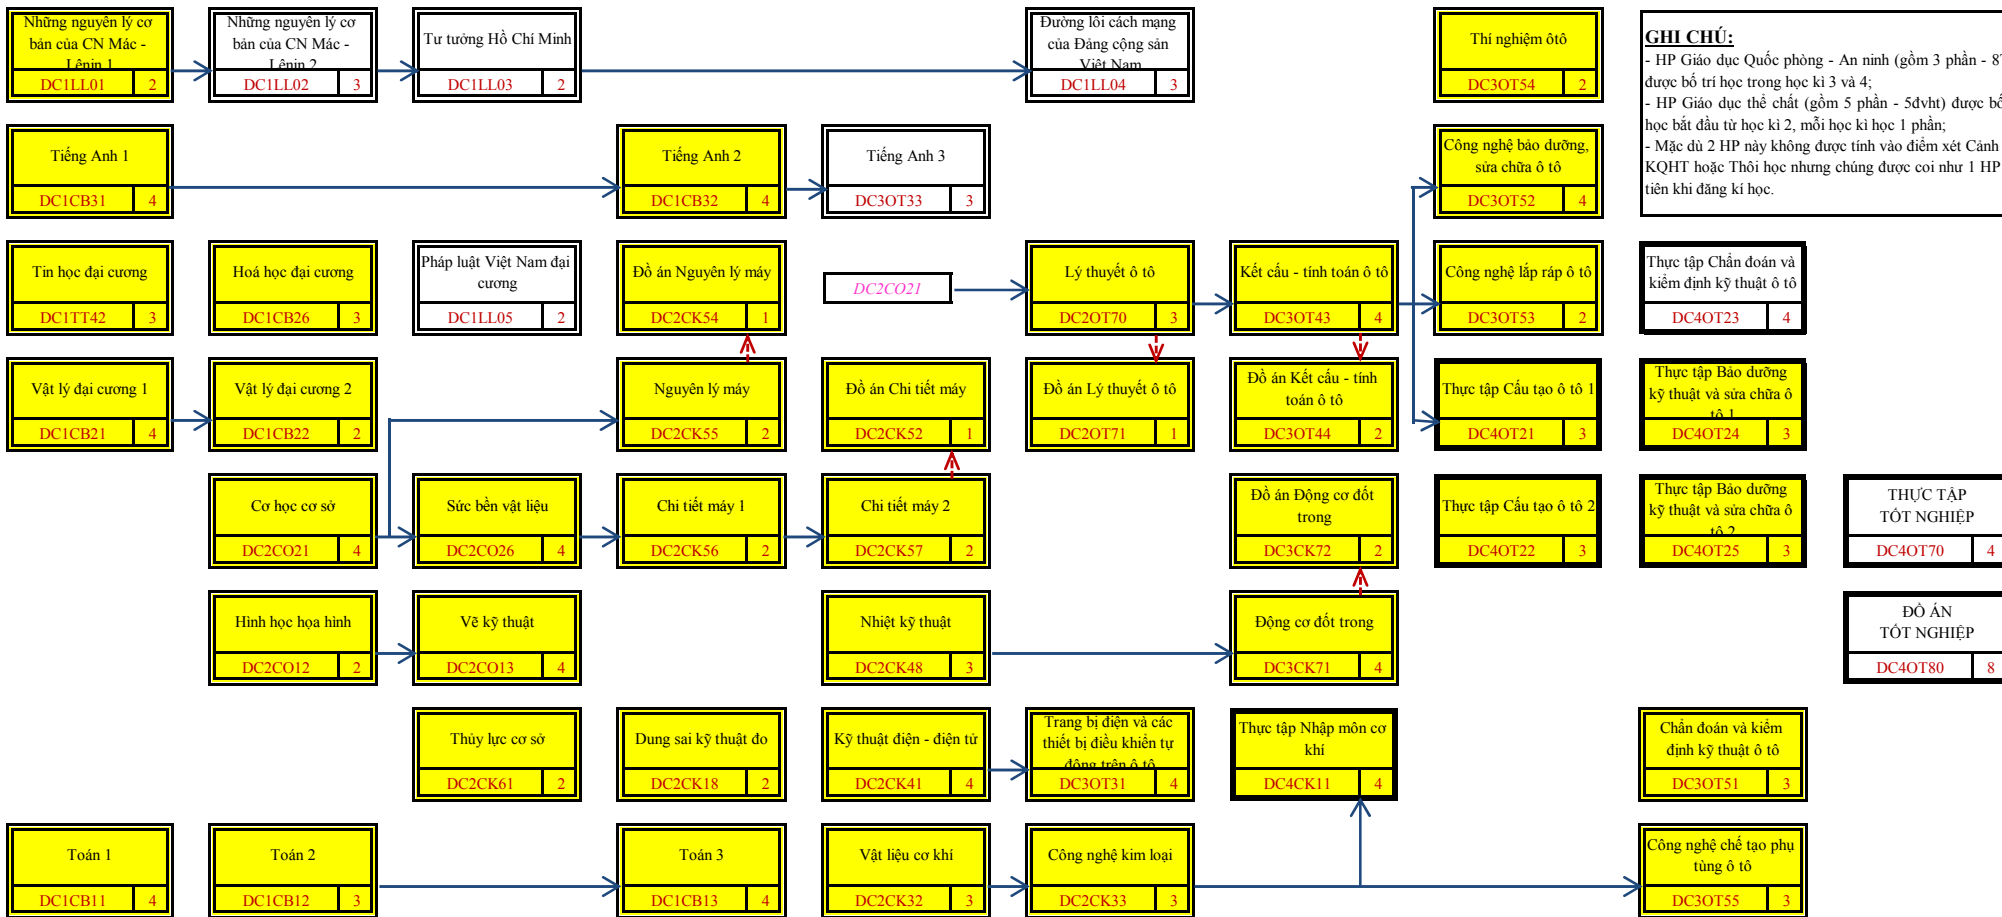 Những nguyên lý cơ
bản của CN Mác -
Lênin 1
DC1LL01 2
Những nguyên lý cơ
bản của CN Mác -
Lênin 2
DC1LL02 3
Tư tưởng Hồ Chí Minh
DC1LL03 2
Đường lối cách mạng
của Đảng cộng sản
Việt Nam
DC1LL04 3
Thí nghiệm ôtô
DC3OT54 2
GHI CHÚ:
- HP Giáo dục Quốc phòng - An ninh (gồm 3 phần - 8
được bố trí học trong học kì 3 và 4;
- HP Giáo dục thể chất (gồm 5 phần - 5đvht) được bố
học bắt đầu từ học kì 2, mỗi học kì học 1 phần;
- Mặc dù 2 HP này không được tính vào điểm xét Cảnh
KQHT hoặc Thôi học nhưng chúng được coi như 1 HP
tiên khi đăng kí học.
Tiếng Anh 1
DC1CB31 4
Tiếng Anh 2
DC1CB32 4
Tiếng Anh 3
DC3OT33 3
Công nghệ bảo dưỡng,
sửa chữa ô tô
DC3OT52 4
Tin học đại cương
DC1TT42 3
Hoá học đại cương
DC1CB26 3
Pháp luật Việt Nam đại
cương
DC1LL05 2
Đồ án Nguyên lý máy
DC2CK54 1
DC2CO21
Lý thuyết ô tô
DC2OT70 3
Kết cấu - tính toán ô tô
DC3OT43 4
Công nghệ lắp ráp ô tô
DC3OT53 2
Thực tập Chẩn đoán và
kiểm định kỹ thuật ô tô
DC4OT23 4
Vật lý đại cương 1
DC1CB21 4
Vật lý đại cương 2
DC1CB22 2
Nguyên lý máy
DC2CK55 2
Đồ án Chi tiết máy
DC2CK52 1
Đồ án Lý thuyết ô tô
DC2OT71 1
Đồ án Kết cấu - tính
toán ô tô
DC3OT44 2
Thực tập Cấu tạo ô tô 1
DC4OT21 3
Thực tập Bảo dưỡng
kỹ thuật và sửa chữa ô
tô 1
DC4OT24 3
Cơ học cơ sở
DC2CO21 4
Sức bền vật liệu
DC2CO26 4
Chi tiết máy 1
DC2CK56 2
Chi tiết máy 2
DC2CK57 2
Đồ án Động cơ đốt
trong
DC3CK72 2
Thực tập Cấu tạo ô tô 2
DC4OT22 3
Thực tập Bảo dưỡng
kỹ thuật và sửa chữa ô
tô 2
DC4OT25 3
THỰC TẬP
TỐT NGHIỆP
DC4OT70 4
Hình học họa hình
DC2CO12 2
Vẽ kỹ thuật
DC2CO13 4
Nhiệt kỹ thuật
DC2CK48 3
Động cơ đốt trong
DC3CK71 4
ĐỒ ÁN
TỐT NGHIỆP
DC4OT80 8
Thủy lực cơ sở
DC2CK61 2
Dung sai kỹ thuật đo
DC2CK18 2
Kỹ thuật điện - điện tử
DC2CK41 4
Trang bị điện và các
thiết bị điều khiển tự
động trên ô tô
DC3OT31 4
Thực tập Nhập môn cơ
khí
DC4CK11 4
Chẩn đoán và kiểm
định kỹ thuật ô tô
DC3OT51 3
Toán 1
DC1CB11 4
Toán 2
DC1CB12 3
Toán 3
DC1CB13 4
Vật liệu cơ khí
DC2CK32 3
Công nghệ kim loại
DC2CK33 3
Công nghệ chế tạo phụ
tùng ô tô
DC3OT55 3